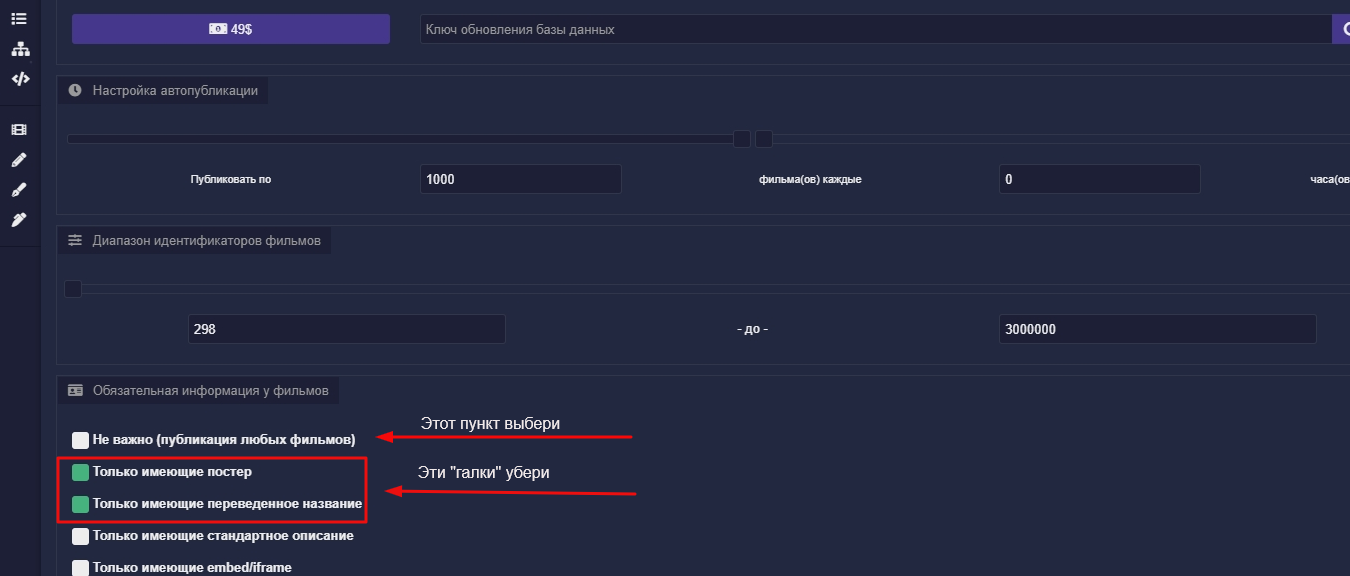 49$
Ключ обновления базы данных
Настройка автопубликации
Публиковать по 1000 фильма(ов) каждые 0 часа(ов
Диапазон идентификаторов фильмов
298 - до - 3000000
Обязательная информация у фильмов
Не важно (публикация любых фильмов)
Этот пункт выбери
Только имеющие постер
Эти "галки" убери
Только имеющие переведенное название
Только имеющие стандартное описание
Только имеющие embed/iframe